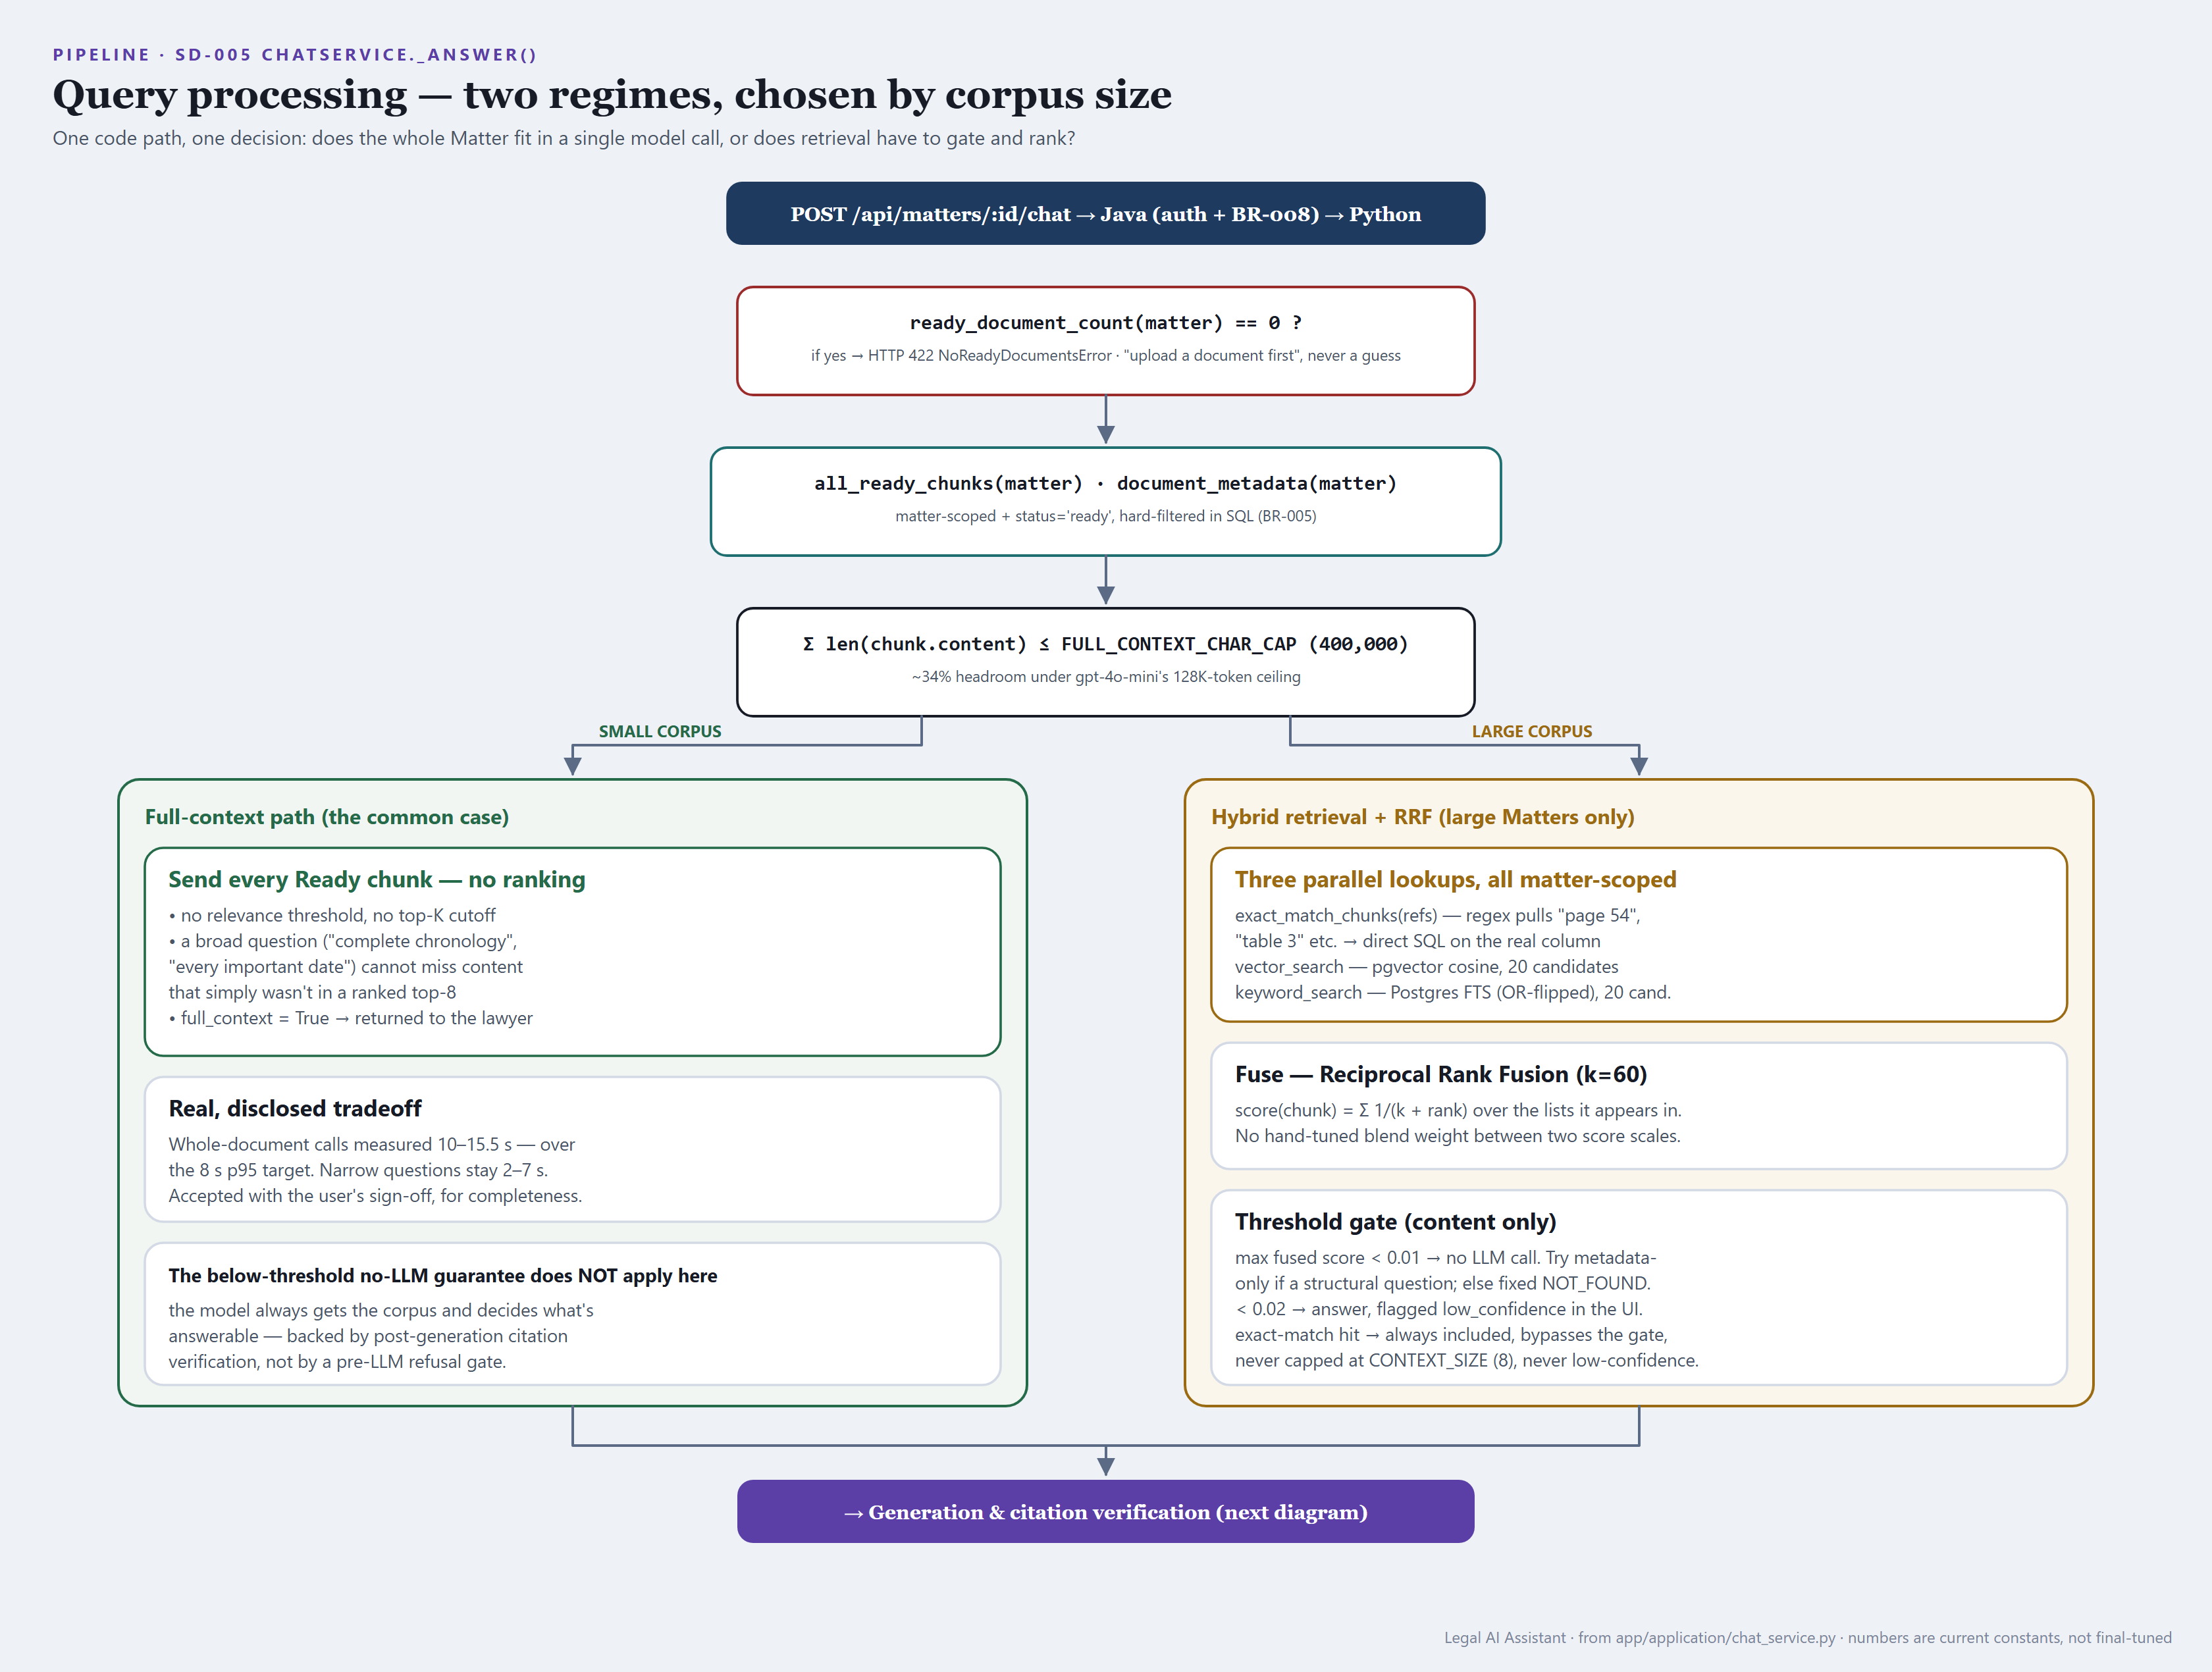 PIPELINE · SD-005 CHATSERVICE._ANSWER()
Query processing — two regimes, chosen by corpus size
One code path, one decision: does the whole Matter fit in a single model call, or does retrieval have to gate and rank?
POST /api/matters/:id/chat → Java (auth + BR-008) → Python
ready_document_count(matter) == 0 ?
if yes → HTTP 422 NoReadyDocumentsError · "upload a document first", never a guess
all_ready_chunks(matter) · document_metadata(matter)
matter-scoped + status='ready', hard-filtered in SQL (BR-005)
Σ len(chunk.content) ≤ FULL_CONTEXT_CHAR_CAP (400,000)
~34% headroom under gpt-4o-mini's 128K-token ceiling
SMALL CORPUS
LARGE CORPUS
Full-context path (the common case)
Send every Ready chunk — no ranking
• no relevance threshold, no top-K cutoff
• a broad question ("complete chronology",
"every important date") cannot miss content
that simply wasn't in a ranked top-8
• full_context = True → returned to the lawyer
Real, disclosed tradeoff
Whole-document calls measured 10–15.5 s — over
the 8 s p95 target. Narrow questions stay 2–7 s.
Accepted with the user's sign-off, for completeness.
The below-threshold no-LLM guarantee does NOT apply here
the model always gets the corpus and decides what's
answerable — backed by post-generation citation
verification, not by a pre-LLM refusal gate.
Hybrid retrieval + RRF (large Matters only)
Three parallel lookups, all matter-scoped
exact_match_chunks(refs) — regex pulls "page 54",
"table 3" etc. → direct SQL on the real column
vector_search — pgvector cosine, 20 candidates
keyword_search — Postgres FTS (OR-flipped), 20 cand.
Fuse — Reciprocal Rank Fusion (k=60)
score(chunk) = Σ 1/(k + rank) over the lists it appears in.
No hand-tuned blend weight between two score scales.
Threshold gate (content only)
max fused score < 0.01 → no LLM call. Try metadata-
only if a structural question; else fixed NOT_FOUND.
< 0.02 → answer, flagged low_confidence in the UI.
exact-match hit → always included, bypasses the gate,
never capped at CONTEXT_SIZE (8), never low-confidence.
→ Generation & citation verification (next diagram)
Legal AI Assistant · from app/application/chat_service.py · numbers are current constants, not final-tuned